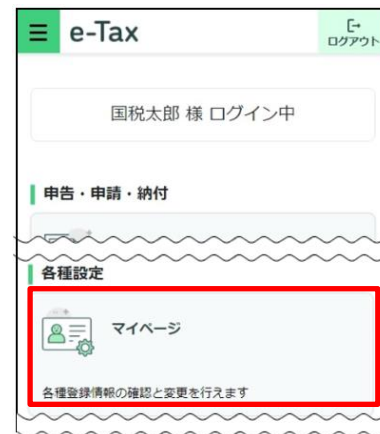 e-Tax
ログアウト
国税太郎 様 ログイン中
申告・申請・納付
各種設定
マイページ
各種登録情報の確認と変更を行えます